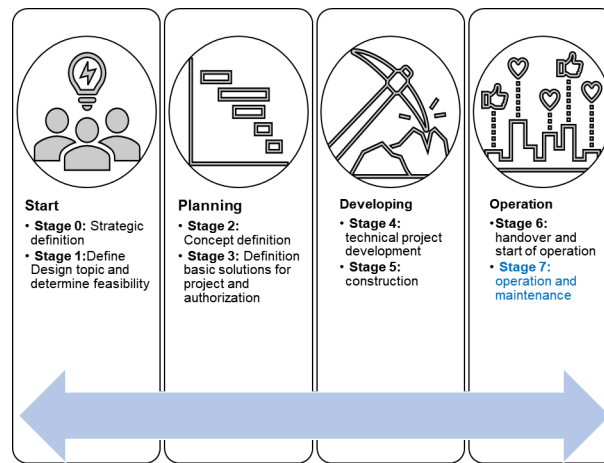 Start
• Stage 0: Strategic
definition
• Stage 1:Define
Design topic and
determine feasibility
Planning
• Stage 2:
Concept definition
• Stage 3: Definition
basic solutions for
project and
authorization
Developing
• Stage 4:
technical project
development
• Stage 5:
construction
Operation
•Stage 6:
handover and
start of operation
• Stage 7:
operation and
maintenance